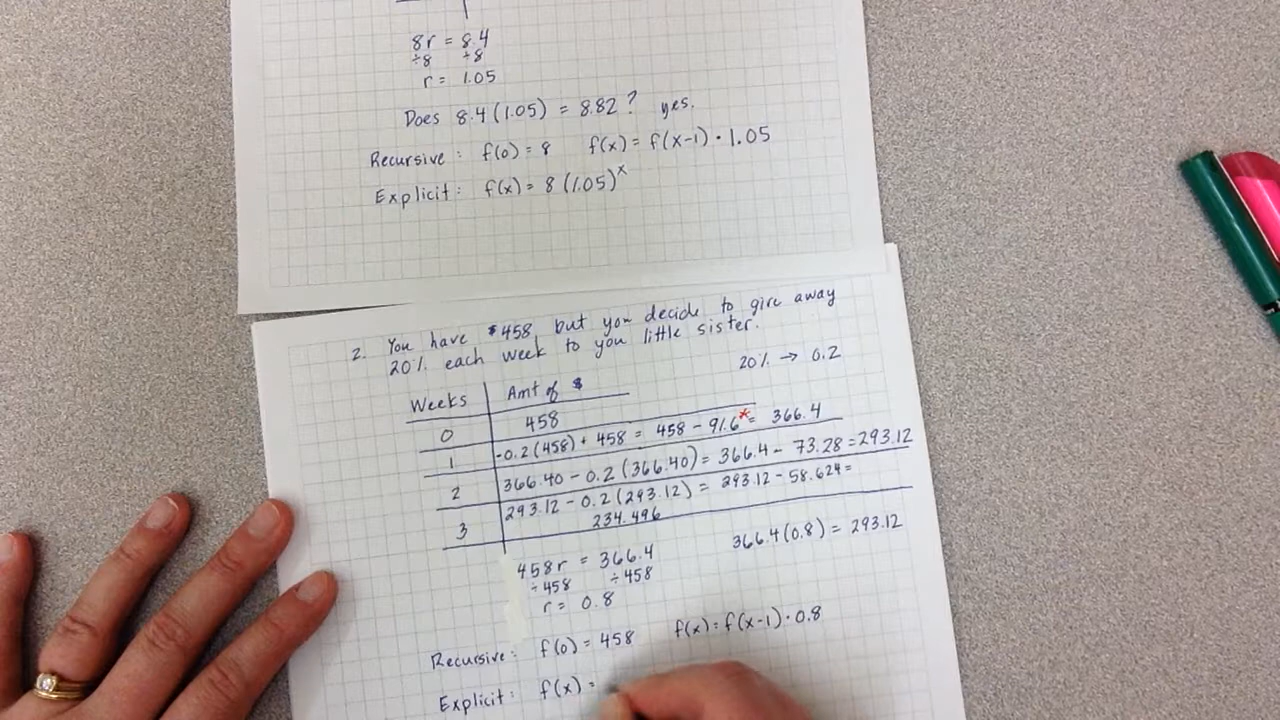 8r = 8.4
÷8 ÷8
r = 1.05
Does 8.4(1.05) = 8.82? yes.
Recursive: f(0) = 8 f(x) = f(x-1) · 1.05
Explicit: f(x) = 8(1.05)^x
2. You have $458, but you decide to give away
20% each week to you little sister.
20% → 0.2
Weeks Amt of $
0 458
1 -0.2(458) + 458 = 458 - 91.6* = 366.4
2 366.40 - 0.2(366.40) = 366.4 - 73.28 = 293.12
3 293.12 - 0.2(293.12) = 293.12 - 58.624 =
234.496
458r = 366.4 366.4(0.8) = 293.12
÷458 ÷458
r = 0.8
Recursive: f(0) = 458 f(x) = f(x-1) · 0.8
Explicit: f(x) =